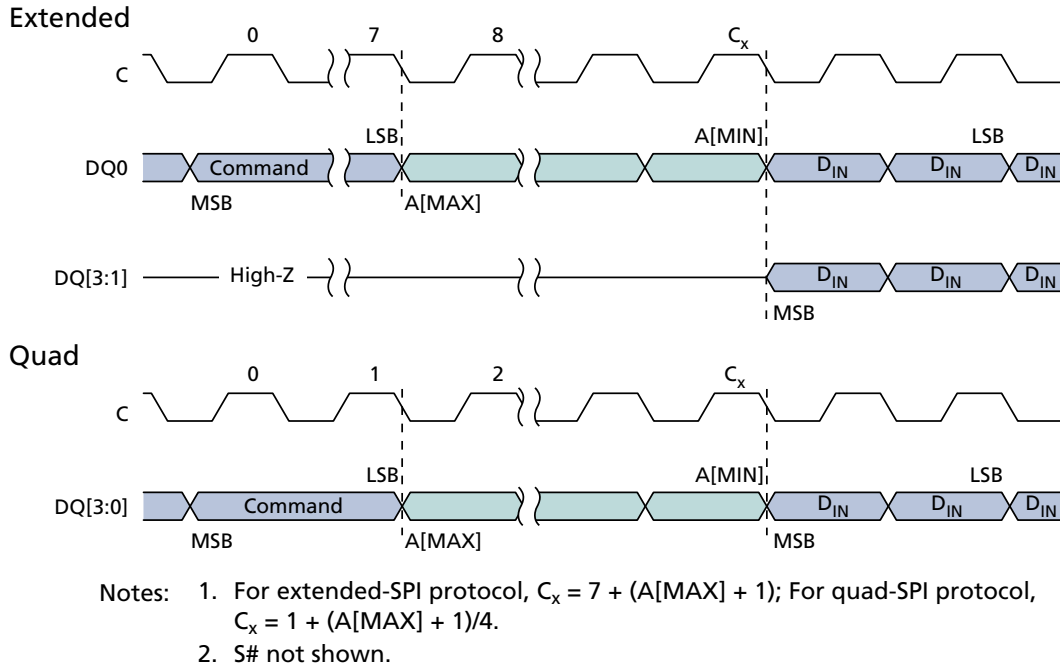 Extended
0 7 8 Cx
C
LSB A[MIN] LSB
DQ0 Command DIN DIN DIN
MSB A[MAX]
DQ[3:1] High-Z DIN DIN DIN
MSB
Quad
0 1 2 Cx
C
LSB A[MIN] LSB
DQ[3:0] Command DIN DIN DIN
MSB A[MAX] MSB
Notes: 1. For extended-SPI protocol, Cx = 7 + (A[MAX] + 1); For quad-SPI protocol,
Cx = 1 + (A[MAX] + 1)/4.
2. S# not shown.